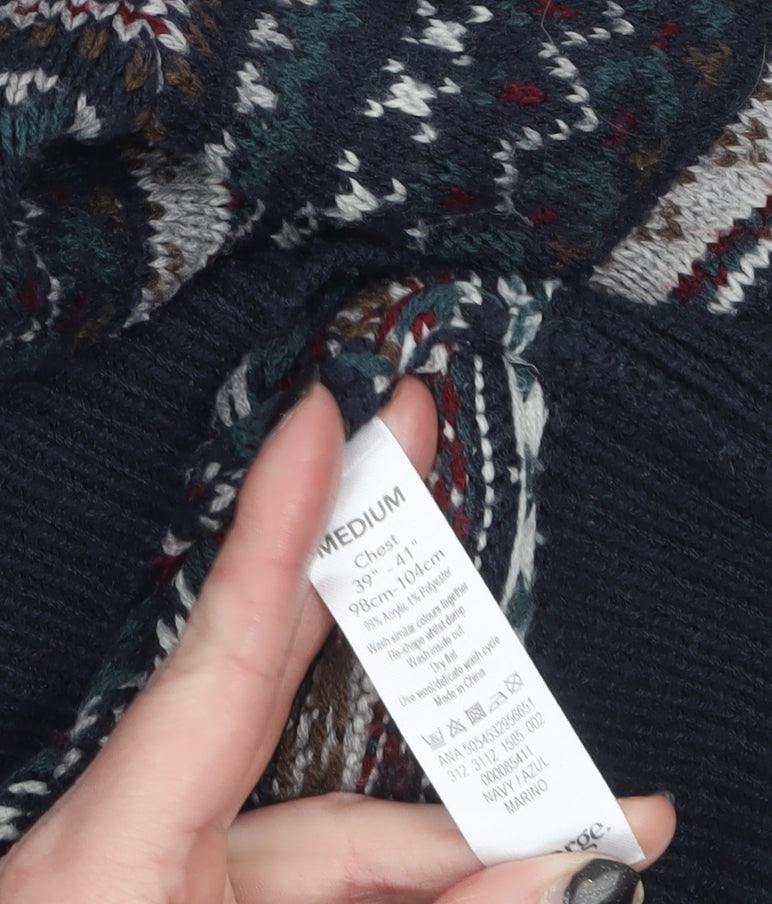 MEDIUM
Chest
39" - 41"
98cm-104cm
99% Acrylic 1% Polyester
Wash similar colours together
Re-shape whilst damp
Wash inside out
Dry flat
Use wool/delicate wash cycle
Made in China
ANA 5054532956651
312 3112 1585 002
000085411
NAVY / AZUL
MARINO
orge.